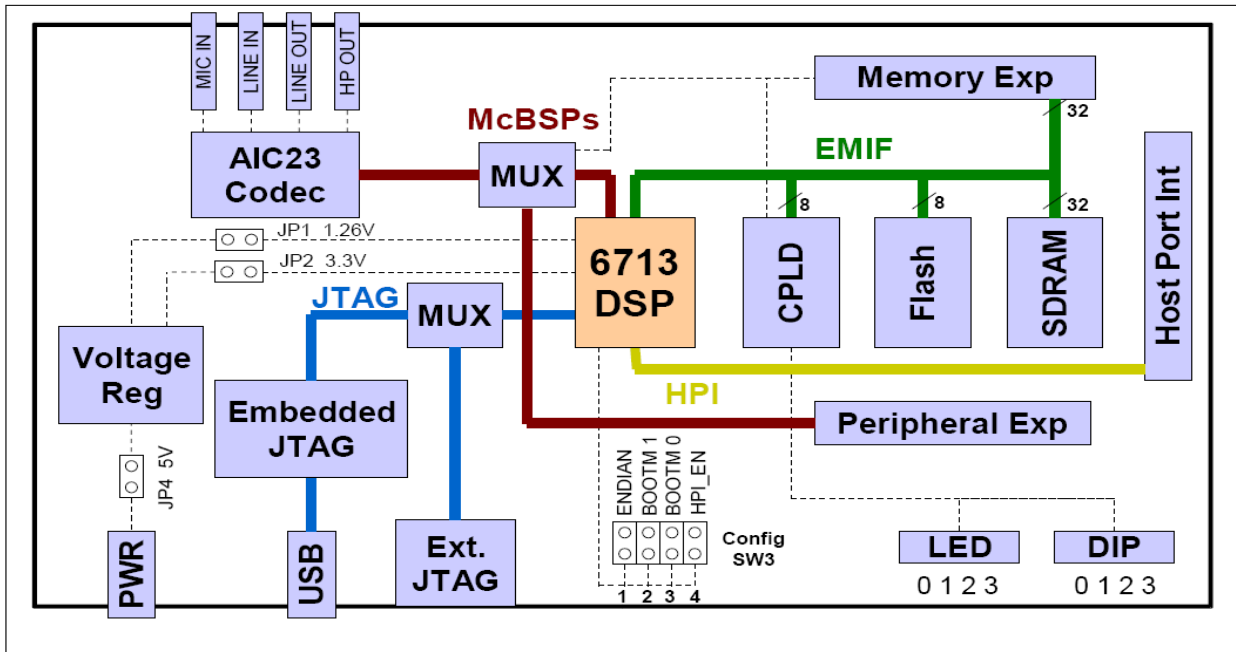 MIC IN
LINE IN
LINE OUT
HP OUT
AIC23
Codec
McBSPs
MUX
Memory Exp
32
EMIF
8
8
32
Host Port Int
JP1 1.26V
JP2 3.3V
6713
DSP
CPLD
Flash
SDRAM
JTAG
MUX
Voltage
Reg
HPI
Embedded
JTAG
Peripheral Exp
JP4 5V
ENDIAN
BOOTM 1
BOOTM 0
HPI_EN
Config
SW3
PWR
USB
Ext.
JTAG
1 2 3 4
LED
0 1 2 3
DIP
0 1 2 3